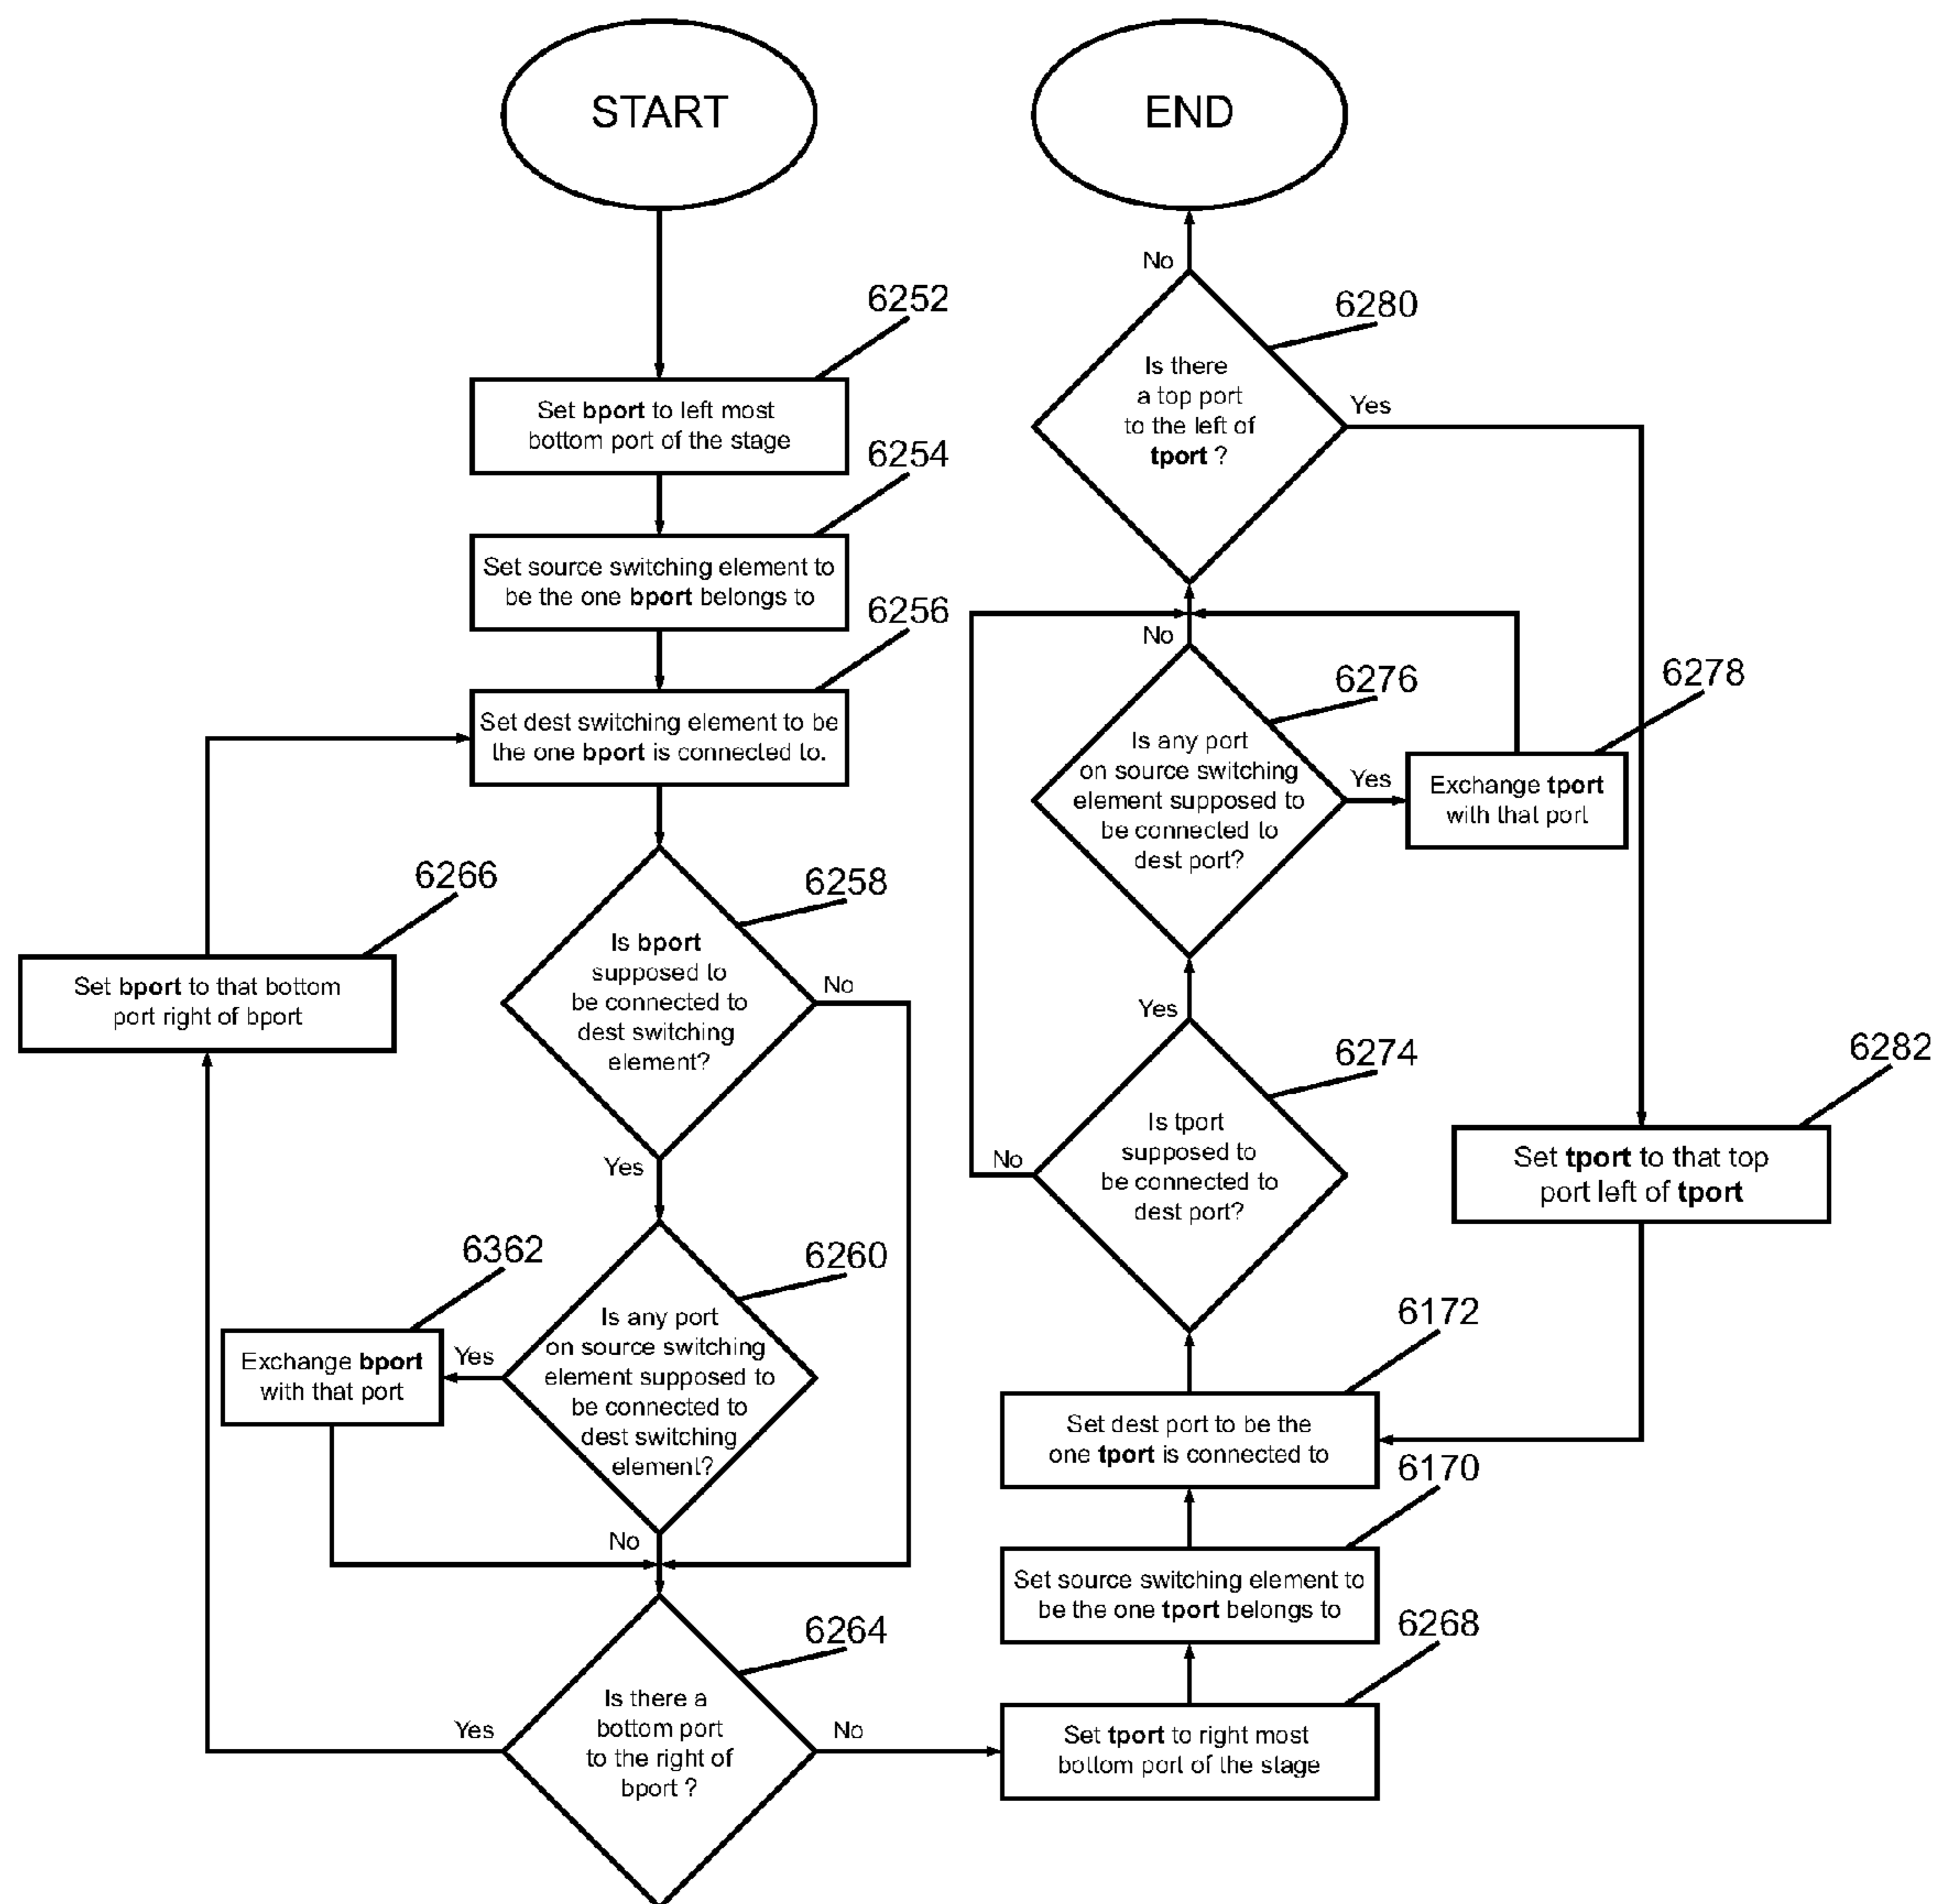 START
6252
Set bport to left most
bottom port of the stage
6254
Set source switching element to
be the one bport belongs to
6256
Set dest switching element to be
the one bport is connected to.
6266
Set bport to that bottom
port right of bport
6258
Is bport
supposed to
be connected to
dest switching
element?
No
Yes
6362
Exchange bport
with that port
Yes
6260
Is any port
on source switching
element supposed to
be connected to
dest switching
element?
No
6264
Is there a
bottom port
to the right of
bport ?
Yes
No
END
No
6280
Is there
a top port
to the left of
tport ?
Yes
No
6276
Is any port
on source switching
element supposed to
be connected to
dest port?
Yes
6278
Exchange tport
with that port
Yes
6274
Is tport
supposed to
be connected to
dest port?
No
6282
Set tport to that top
port left of tport
6172
Set dest port to be the
one tport is connected to
6170
Set source switching element to
be the one tport belongs to
6268
Set tport to right most
bottom port of the stage